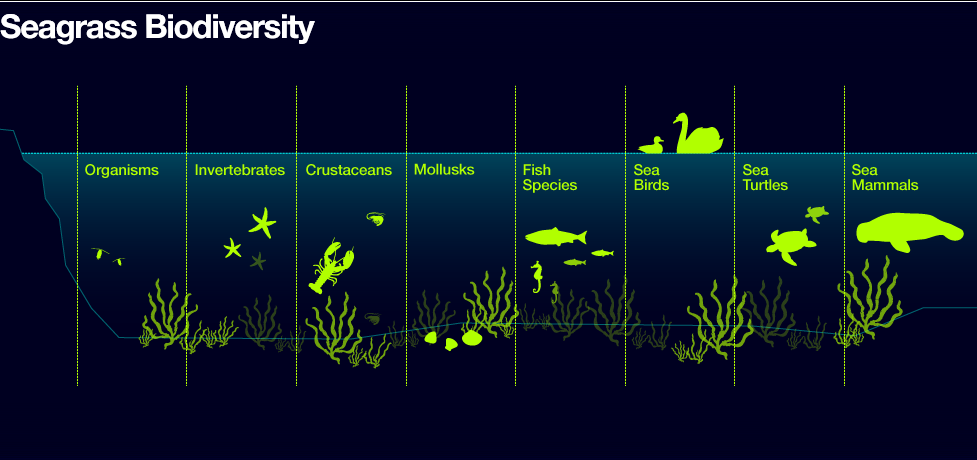 Seagrass Biodiversity
Organisms
Invertebrates
Crustaceans
Mollusks
Fish
Species
Sea
Birds
Sea
Turtles
Sea
Mammals